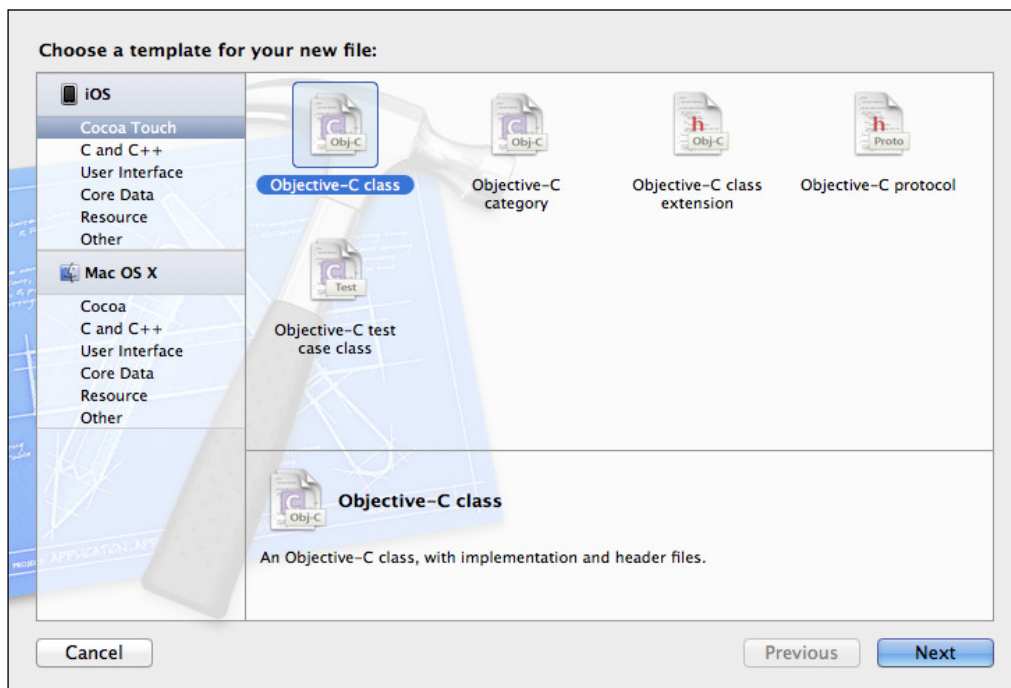 Choose a template for your new file:
iOS
Cocoa Touch
C and C++
User Interface
Core Data
Resource
Other
Mac OS X
Cocoa
C and C++
User Interface
Core Data
Resource
Other
Obj-C
Objective-C class
Obj-C
Objective-C
category
h
Obj-C
Objective-C class
extension
h
Proto
Objective-C protocol
Test
Objective-C test
case class
Obj-C
Objective-C class
An Objective-C class, with implementation and header files.
Cancel
Previous
Next